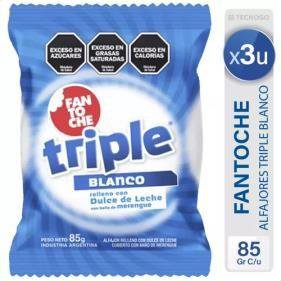 EL TECNOGO
x3u
FANTOCHE
ALFAJORES TRIPLE BLANCO
85
Gr C/u
EXCESO EN
AZÚCARES
EXCESO EN
GRASAS
SATURADAS
EXCESO EN
CALORÍAS
FAN
TO
CHE
triple
BLANCO
relleno con
Dulce de Leche
con baño de merengue
PESO NETO 85g
INDUSTRIA ARGENTINA
ALFAJOR RELLENO CON DULCE DE LECHE
CUBIERTO CON BAÑO DE MERENGUE